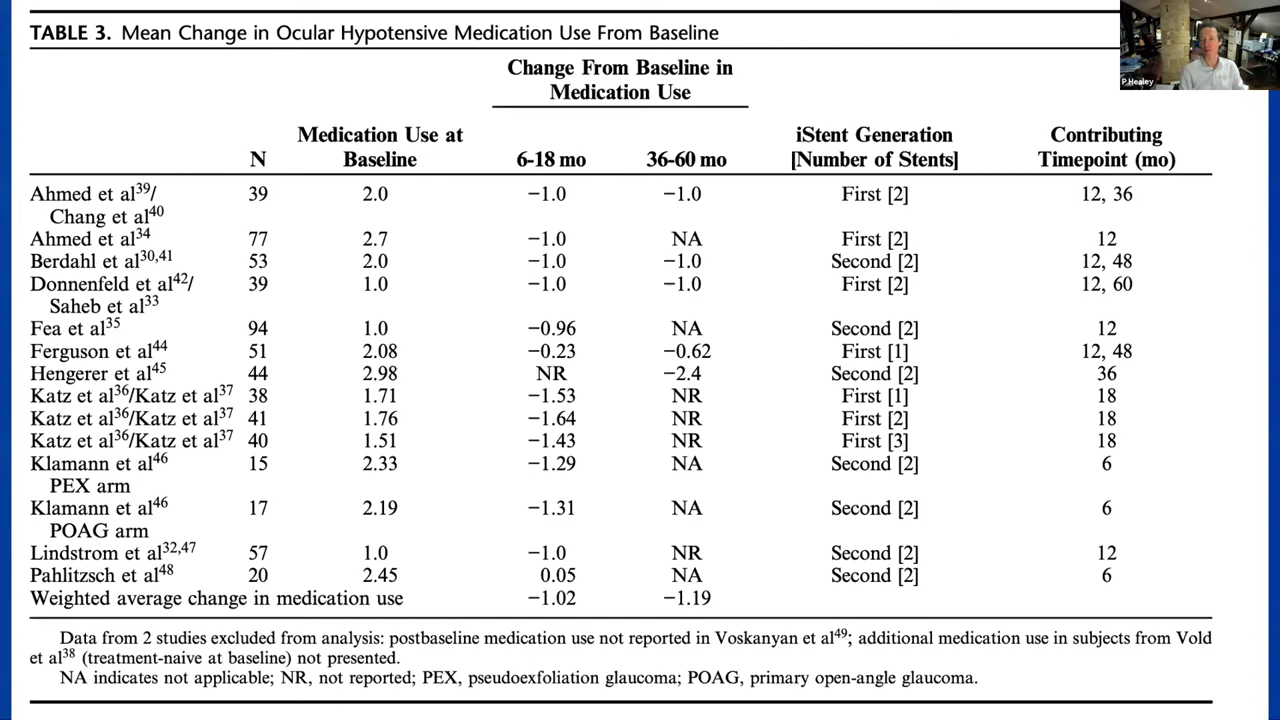 TABLE 3. Mean Change in Ocular Hypotensive Medication Use From Baseline
P Healey
Change From Baseline in
Medication Use
Medication Use at iStent Generation Contributing
N Baseline 6-18 mo 36-60 mo [Number of Stents] Timepoint (mo)
Ahmed et al39/ 39 2.0 −1.0 −1.0 First [2] 12, 36
Chang et al40
Ahmed et al34 77 2.7 −1.0 NA First [2] 12
Berdahl et al30,41 53 2.0 −1.0 −1.0 Second [2] 12, 48
Donnenfeld et al42/ 39 1.0 −1.0 −1.0 First [2] 12, 60
Saheb et al33
Fea et al35 94 1.0 −0.96 NA Second [2] 12
Ferguson et al44 51 2.08 −0.23 −0.62 First [1] 12, 48
Hengerer et al45 44 2.98 NR −2.4 Second [2] 36
Katz et al36/Katz et al37 38 1.71 −1.53 NR First [1] 18
Katz et al36/Katz et al37 41 1.76 −1.64 NR First [2] 18
Katz et al36/Katz et al37 40 1.51 −1.43 NR First [3] 18
Klamann et al46 15 2.33 −1.29 NA Second [2] 6
PEX arm
Klamann et al46 17 2.19 −1.31 NA Second [2] 6
POAG arm
Lindstrom et al32,47 57 1.0 −1.0 NR Second [2] 12
Pahlitzsch et al48 20 2.45 0.05 NA Second [2] 6
Weighted average change in medication use −1.02 −1.19
Data from 2 studies excluded from analysis: postbaseline medication use not reported in Voskanyan et al49; additional medication use in subjects from Vold
et al38 (treatment-naive at baseline) not presented.
NA indicates not applicable; NR, not reported; PEX, pseudoexfoliation glaucoma; POAG, primary open-angle glaucoma.